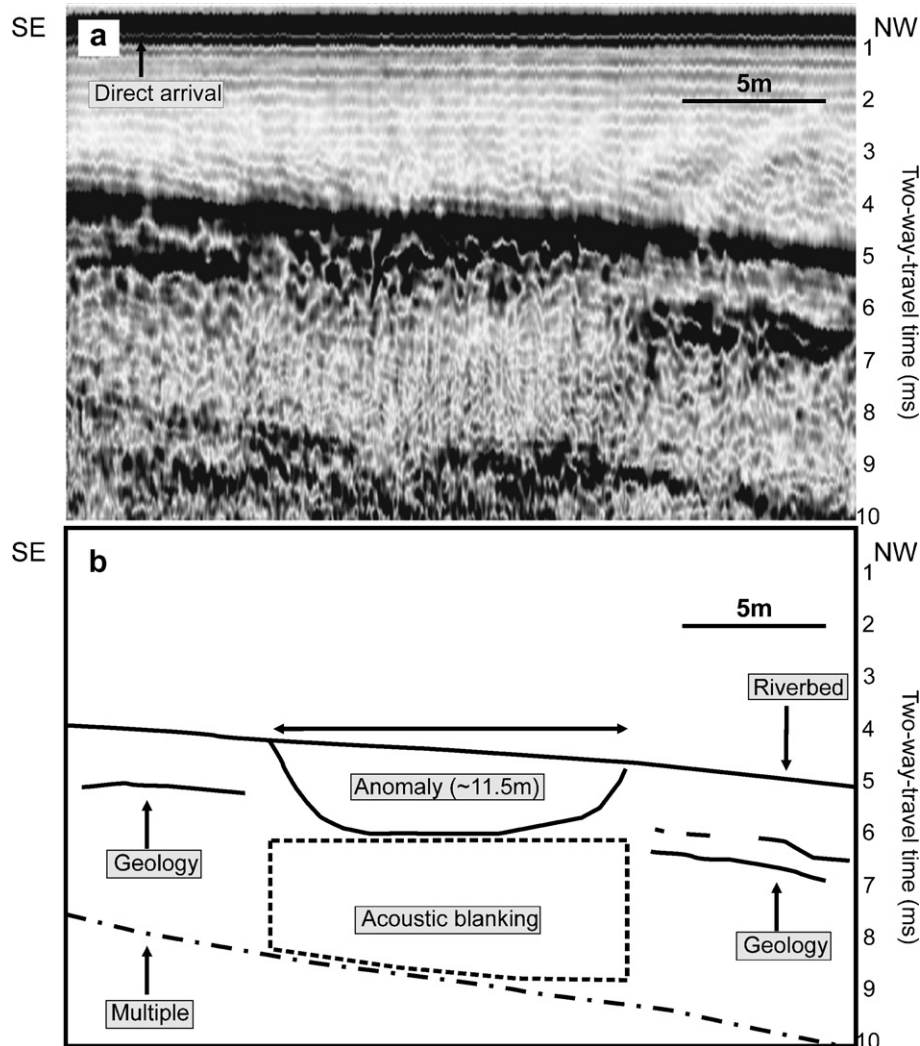 SE
a
NW
Direct arrival
5m
1
2
3
4
5
6
7
8
9
10
Two-way-travel time (ms)
SE
b
NW
5m
Riverbed
Anomaly (~11.5m)
Geology
Acoustic blanking
Geology
Multiple
1
2
3
4
5
6
7
8
9
10
Two-way-travel time (ms)